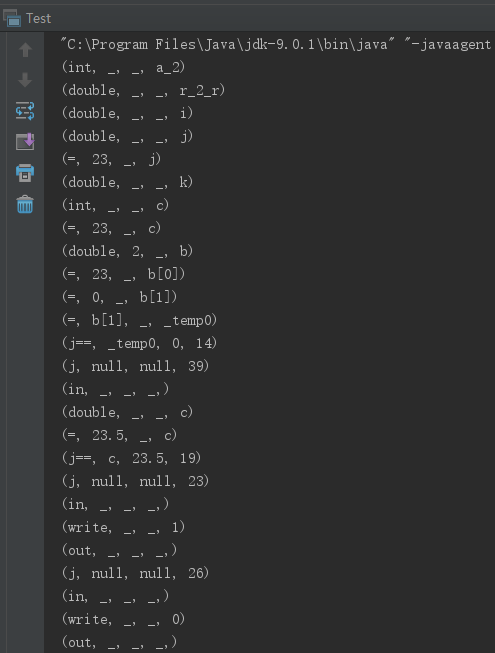 Test
"C:\Program Files\Java\jdk-9.0.1\bin\java" "-javaagent
(int, _, _, a_2)
(double, _, _, r_2_r)
(double, _, _, i)
(double, _, _, j)
(=, 23, _, j)
(double, _, _, k)
(int, _, _, c)
(=, 23, _, c)
(double, 2, _, b)
(=, 23, _, b[0])
(=, 0, _, b[1])
(=, b[1], _, _temp0)
(j==, _temp0, 0, 14)
(j, null, null, 39)
(in, _, _, _,)
(double, _, _, c)
(=, 23.5, _, c)
(j==, c, 23.5, 19)
(j, null, null, 23)
(in, _, _, _,)
(write, _, _, 1)
(out, _, _, _,)
(j, null, null, 26)
(in, _, _, _,)
(write, _, _, 0)
(out, _, _, _,)